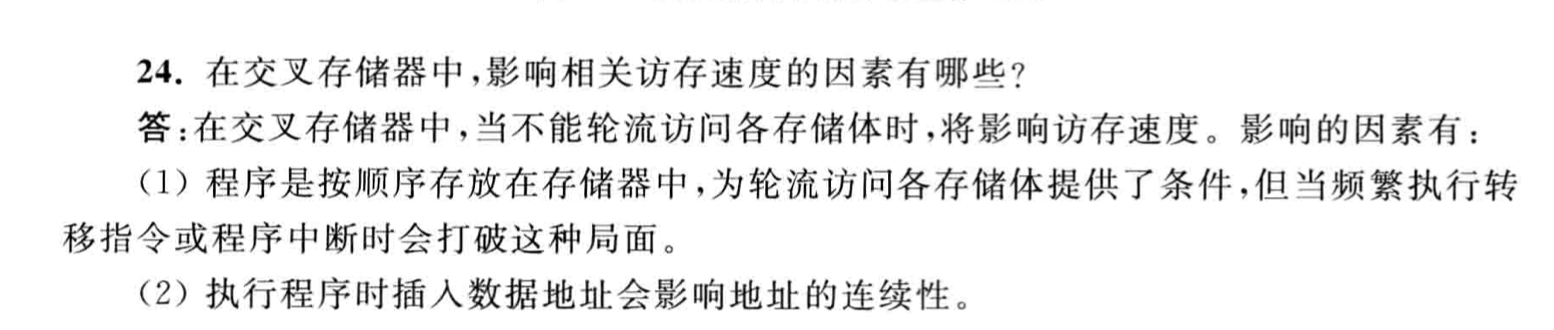 24. 在交叉存储器中,影响相关访存速度的因素有哪些?
答:在交叉存储器中,当不能轮流访问各存储体时,将影响访存速度。影响的因素有:
(1) 程序是按顺序存放在存储器中,为轮流访问各存储体提供了条件,但当频繁执行转
移指令或程序中断时会打破这种局面。
(2) 执行程序时插入数据地址会影响地址的连续性。